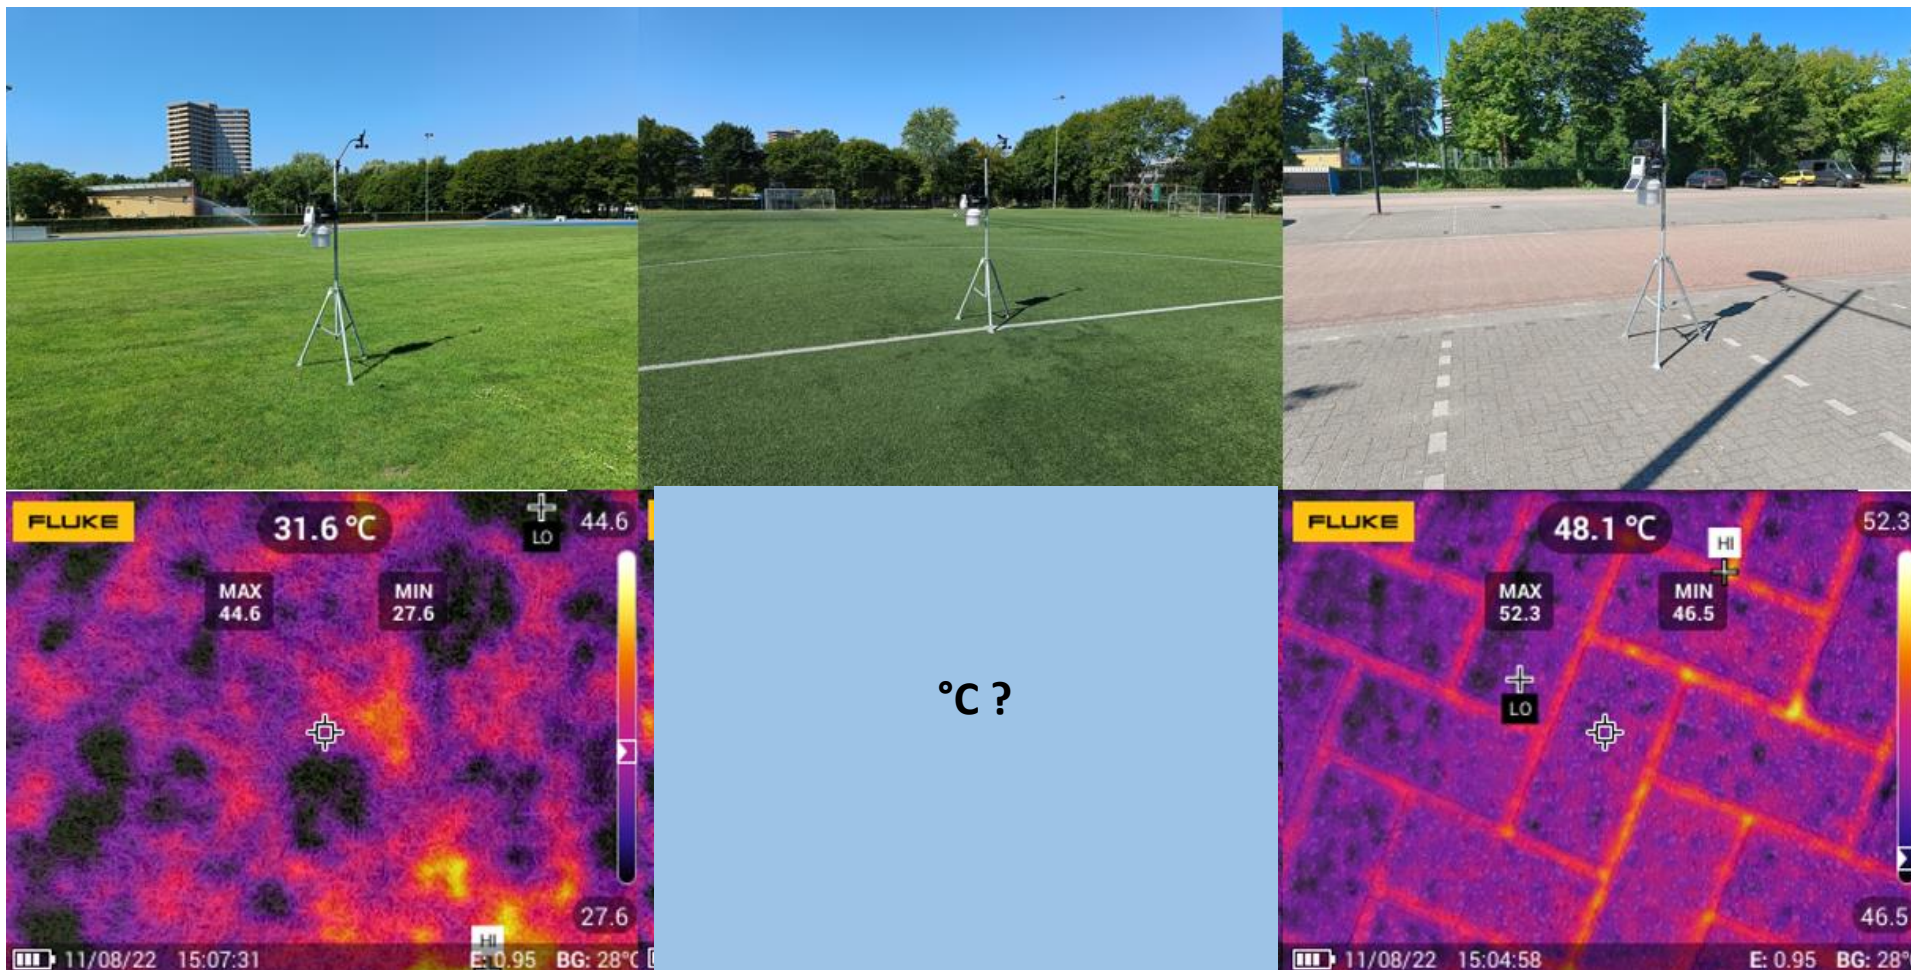 FLUKE
31.6 °C
LO
44.6
MAX
44.6
MIN
27.6
27.6
HI
11/08/22 15:07:31
E: 0.95 BG: 28°C
°C ?
FLUKE
48.1 °C
HI
52.3
MAX
52.3
MIN
46.5
LO
46.5
11/08/22 15:04:58
E: 0.95 BG: 28°